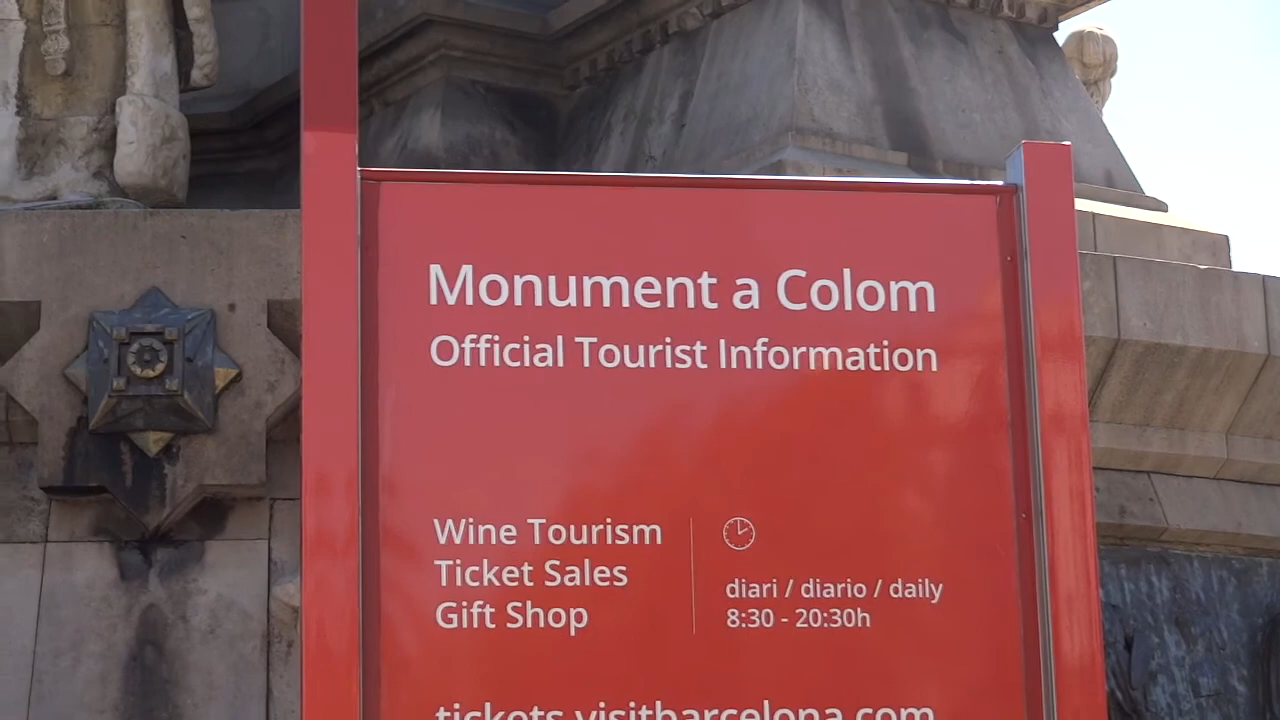 Monument a Colom
Official Tourist Information
Wine Tourism
Ticket Sales
Gift Shop
diari / diario / daily
8:30 - 20:30h
tickets.visitbarcelona.com